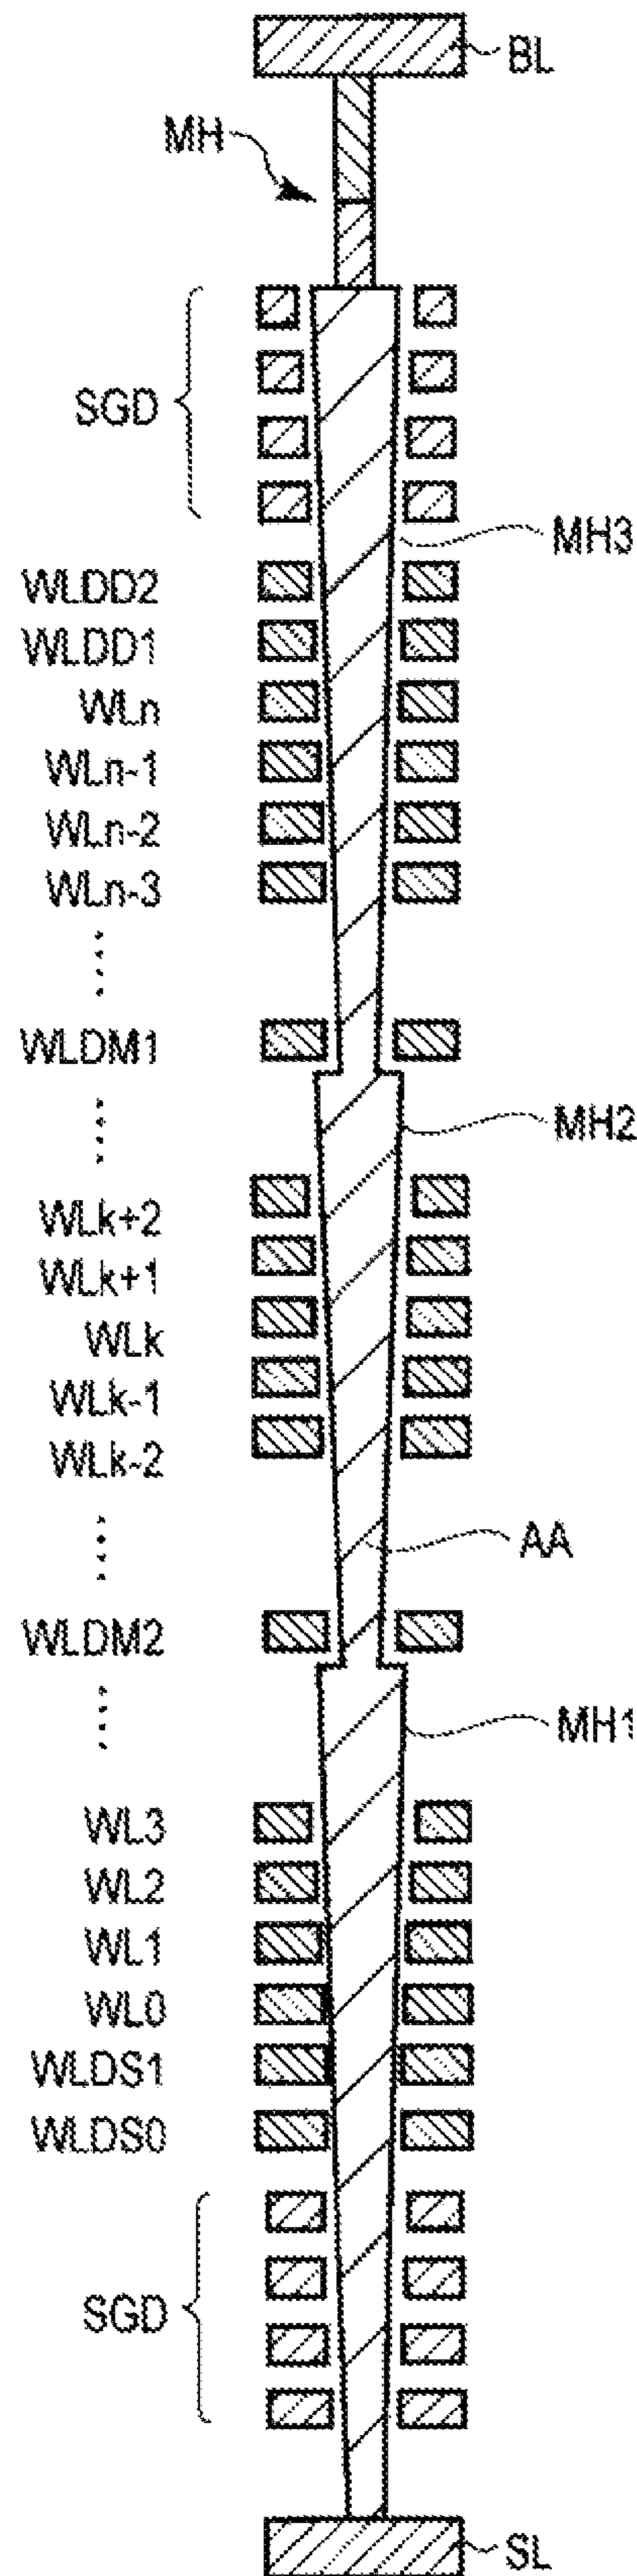 BL
MH
SGD
MH3
WLDD2
WLDD1
WLn
WLn-1
WLn-2
WLn-3
WLDM1
MH2
WLk+2
WLk+1
WLk
WLk-1
WLk-2
AA
WLDM2
MH1
WL3
WL2
WL1
WL0
WLDS1
WLDS0
SGD
SL